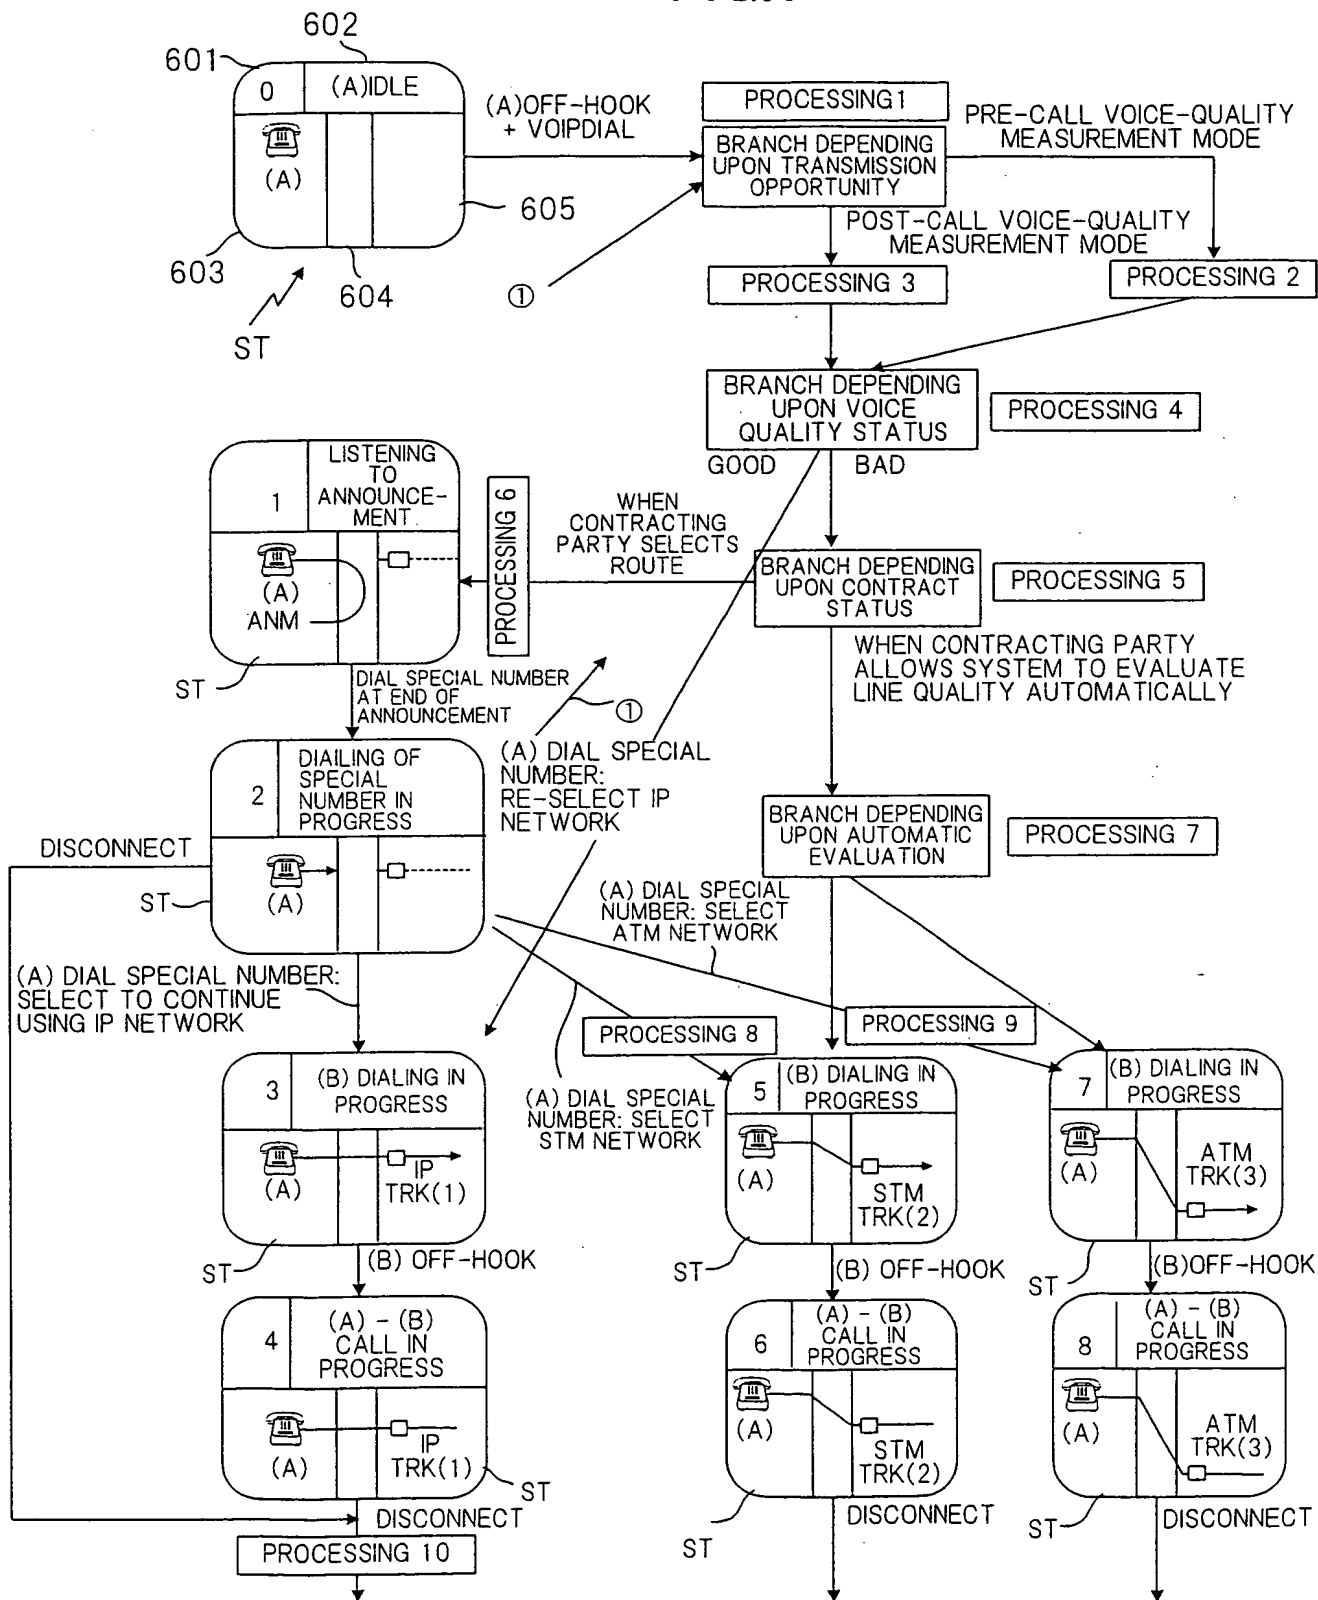 602
601
0
(A)IDLE
(A)
603
604
605
ST
(A)OFF-HOOK
+ VOIPDIAL
PROCESSING1
BRANCH DEPENDING
UPON TRANSMISSION
OPPORTUNITY
PRE-CALL VOICE-QUALITY
MEASUREMENT MODE
①
POST-CALL VOICE-QUALITY
MEASUREMENT MODE
PROCESSING 3
PROCESSING 2
BRANCH DEPENDING
UPON VOICE
QUALITY STATUS
PROCESSING 4
GOOD
BAD
1
LISTENING
TO
ANNOUNCE-
MENT
(A)
ANM
ST
PROCESSING 6
WHEN
CONTRACTING
PARTY SELECTS
ROUTE
BRANCH DEPENDING
UPON CONTRACT
STATUS
PROCESSING 5
WHEN CONTRACTING PARTY
ALLOWS SYSTEM TO EVALUATE
LINE QUALITY AUTOMATICALLY
DIAL SPECIAL NUMBER
AT END OF
ANNOUNCEMENT
①
(A) DIAL SPECIAL
NUMBER:
RE-SELECT IP
NETWORK
2
DIAILING OF
SPECIAL
NUMBER IN
PROGRESS
(A)
DISCONNECT
ST
BRANCH DEPENDING
UPON AUTOMATIC
EVALUATION
PROCESSING 7
(A) DIAL SPECIAL
NUMBER: SELECT
ATM NETWORK
(A) DIAL SPECIAL NUMBER:
SELECT TO CONTINUE
USING IP NETWORK
PROCESSING 8
PROCESSING 9
(A) DIAL SPECIAL
NUMBER: SELECT
STM NETWORK
3
(B) DIALING IN
PROGRESS
(A)
IP
TRK(1)
ST
(B) OFF-HOOK
5
(B) DIALING IN
PROGRESS
(A)
STM
TRK(2)
ST
(B) OFF-HOOK
7
(B) DIALING IN
PROGRESS
(A)
ATM
TRK(3)
ST
(B)OFF-HOOK
4
(A) - (B)
CALL IN
PROGRESS
(A)
IP
TRK(1)
ST
DISCONNECT
PROCESSING 10
6
(A) - (B)
CALL IN
PROGRESS
(A)
STM
TRK(2)
ST
DISCONNECT
8
(A) - (B)
CALL IN
PROGRESS
(A)
ATM
TRK(3)
ST
DISCONNECT